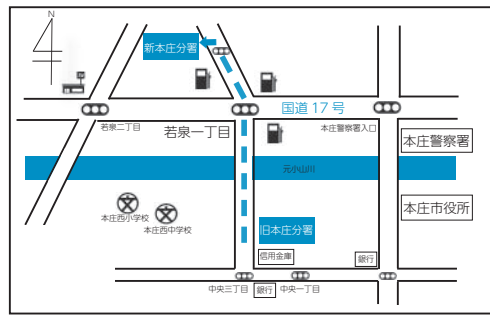 N
新本庄分署
国道 17 号
若泉二丁目
若泉一丁目
本庄警察署入口
本庄警察署
元小山川
本庄西小学校
本庄西中学校
本庄市役所
旧本庄分署
信用金庫
銀行
中央三丁目
銀行
中央一丁目